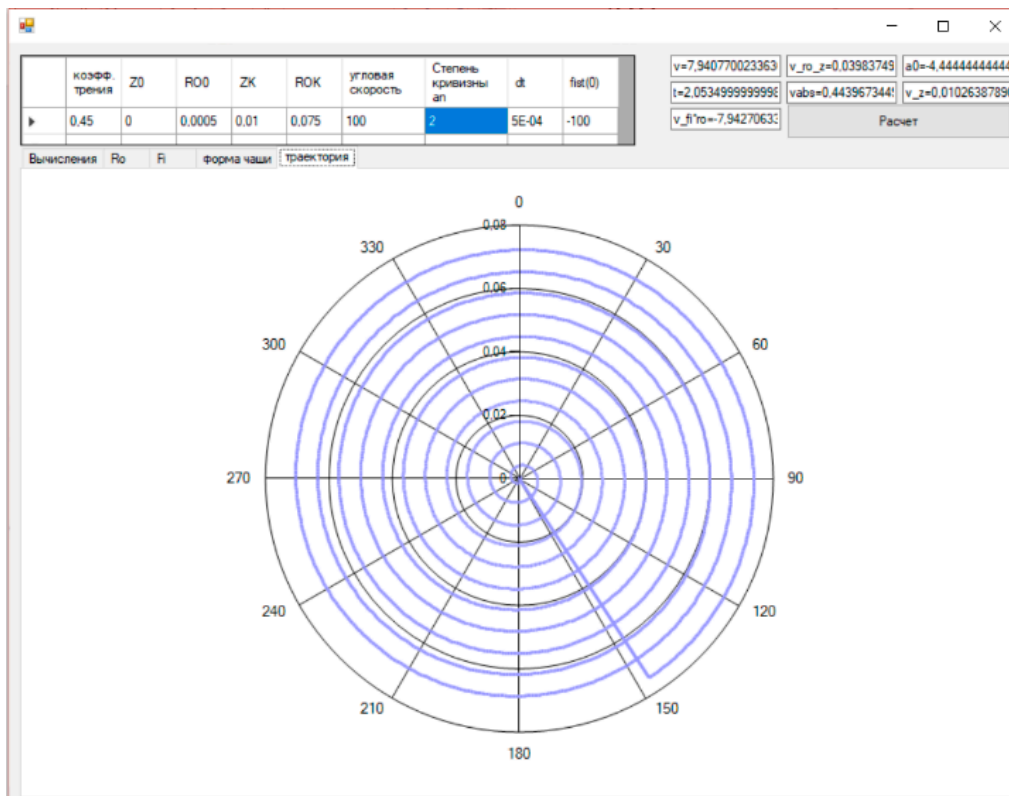 коэфф. трения Z0 RO0 ZK ROK угловая скорость Степень кривизны an dt fist(0)
0,45 0 0.0005 0.01 0.075 100 2 5E-04 -100
v=7,940770023363 v_ro_z=0,03983749 a0=-4,44444444444
t=2,053499999998 vabs=0,443967344 v_z=0,0102638789
v_fi*ro=-7,9427063 Расчет
Вычисления Ro Fi форма чаши траектория
0
330 0,08 30
0,06
300 0,04 60
0,02
270 0 90
240 120
210 150
180